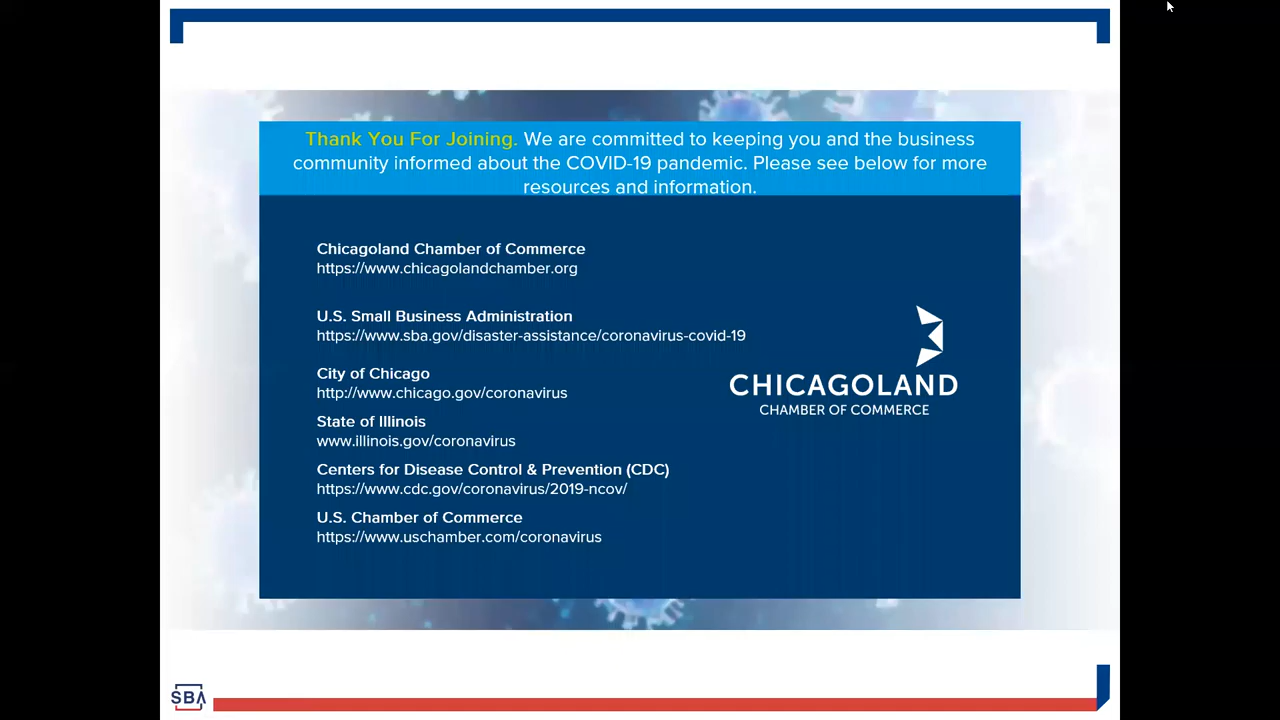 Thank You For Joining. We are committed to keeping you and the business
community informed about the COVID-19 pandemic. Please see below for more
resources and information.
Chicagoland Chamber of Commerce
https://www.chicagolandchamber.org
U.S. Small Business Administration
https://www.sba.gov/disaster-assistance/coronavirus-covid-19
City of Chicago
http://www.chicago.gov/coronavirus
State of Illinois
www.illinois.gov/coronavirus
Centers for Disease Control & Prevention (CDC)
https://www.cdc.gov/coronavirus/2019-ncov/
U.S. Chamber of Commerce
https://www.uschamber.com/coronavirus
CHICAGOLAND
CHAMBER OF COMMERCE
SBA